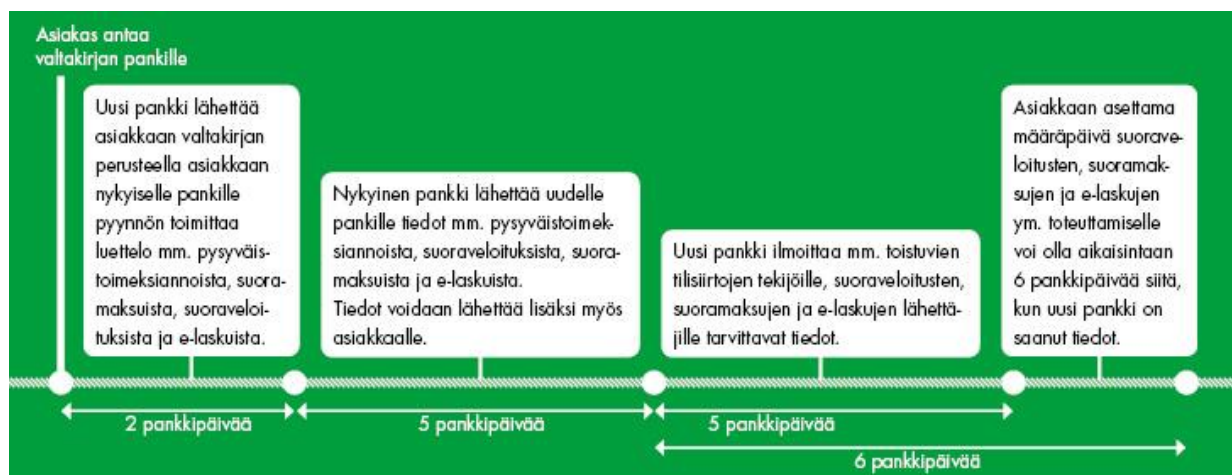 Asiakas antaa
valtakirjan pankille
Uusi pankki lähettää
asiakkaan valtakirjan
perusteella asiakkaan
nykyiselle pankille
pyynnön toimittaa
luettelo mm. pysyväis-
toimeksiannoista, suora-
maksuista, suoraveloi-
tuksista ja e-laskuista.
Nykyinen pankki lähettää uudelle
pankille tiedot mm. pysyväistoimek-
siannoista, suoraveloituksista, suora-
maksuista ja e-laskuista.
Tiedot voidaan lähettää lisäksi myös
asiakkaalle.
Uusi pankki ilmoittaa mm. toistuvien
tilisiirtojen tekijöille, suoraveloitusten,
suoramaksujen ja e-laskujen lähettä-
jille tarvittavat tiedot.
Asiakkaan asettama
määräpäivä suorave-
loitusten, suoramak-
sujen ja e-laskujen
ym. toteuttamiselle
voi olla aikaisintaan
6 pankkipäivää siitä,
kun uusi pankki on
saanut tiedot.
2 pankkipäivää
5 pankkipäivää
5 pankkipäivää
6 pankkipäivää